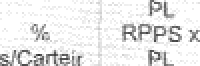 PL
% RPPS x
s/Carteir PL